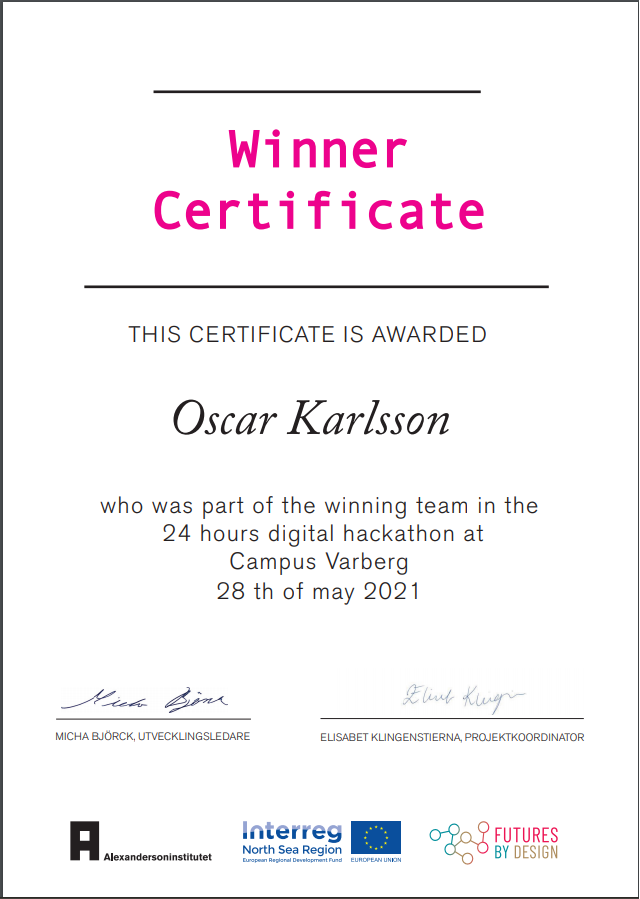 Winner
Certificate
THIS CERTIFICATE IS AWARDED
Oscar Karlsson
who was part of the winning team in the
24 hours digital hackathon at
Campus Varberg
28 th of may 2021
Micha Björck
MICHA BJÖRCK, UTVECKLINGSLEDARE
ELISABET KLINGENSTIERNA, PROJEKTKOORDINATOR
Alexandersoninstitutet
Interreg
North Sea Region
European Regional Development Fund
EUROPEAN UNION
FUTURES
BY DESIGN